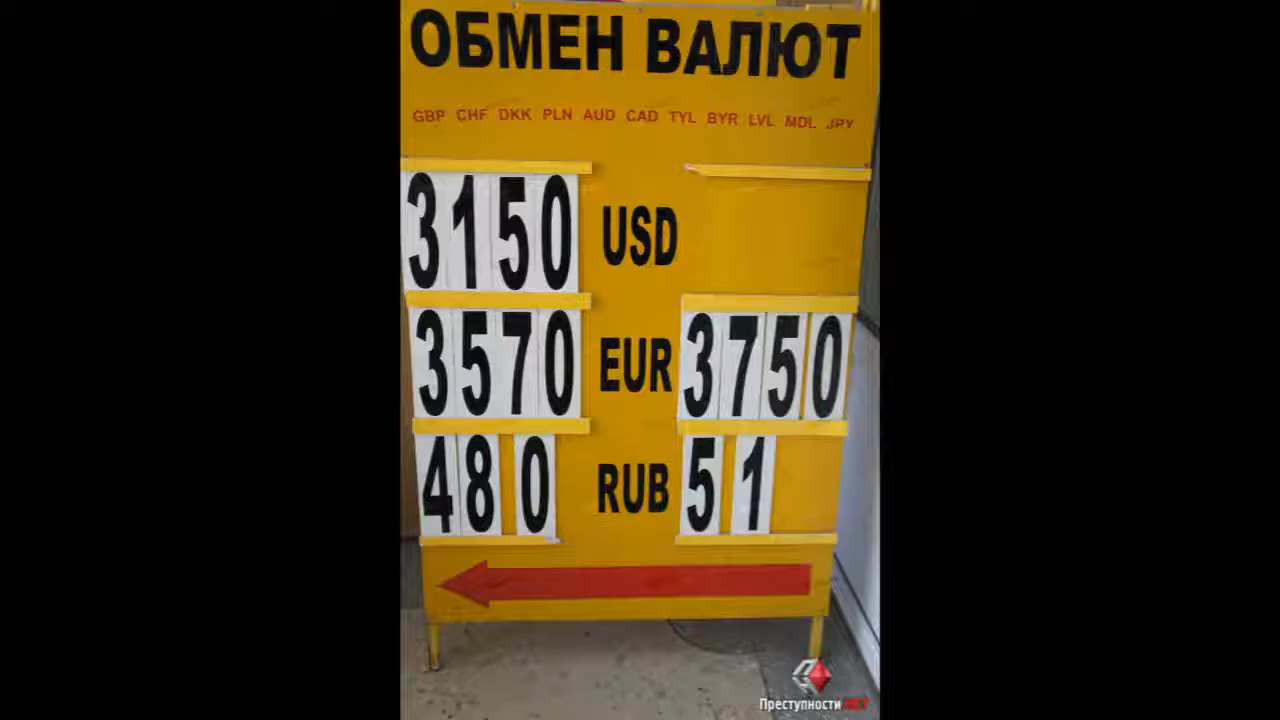 ОБМЕН ВАЛЮТ
GBP CHF DKK PLN AUD CAD TYL BYR LVL MDL JPY
3150 USD
3570 EUR 3750
480 RUB 51
Преступности.НЕТ